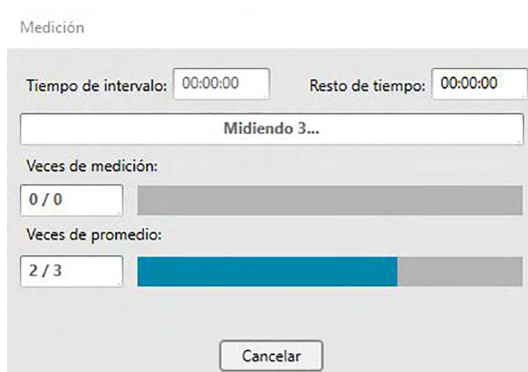 Medición
Tiempo de intervalo: 00:00:00 Resto de tiempo: 00:00:00
Midiendo 3...
Veces de medición:
0 / 0
Veces de promedio:
2 / 3
Cancelar